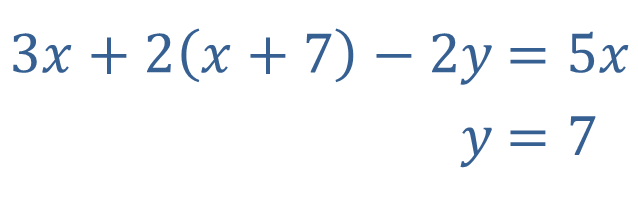 3x + 2(x + 7) − 2y = 5x
y = 7